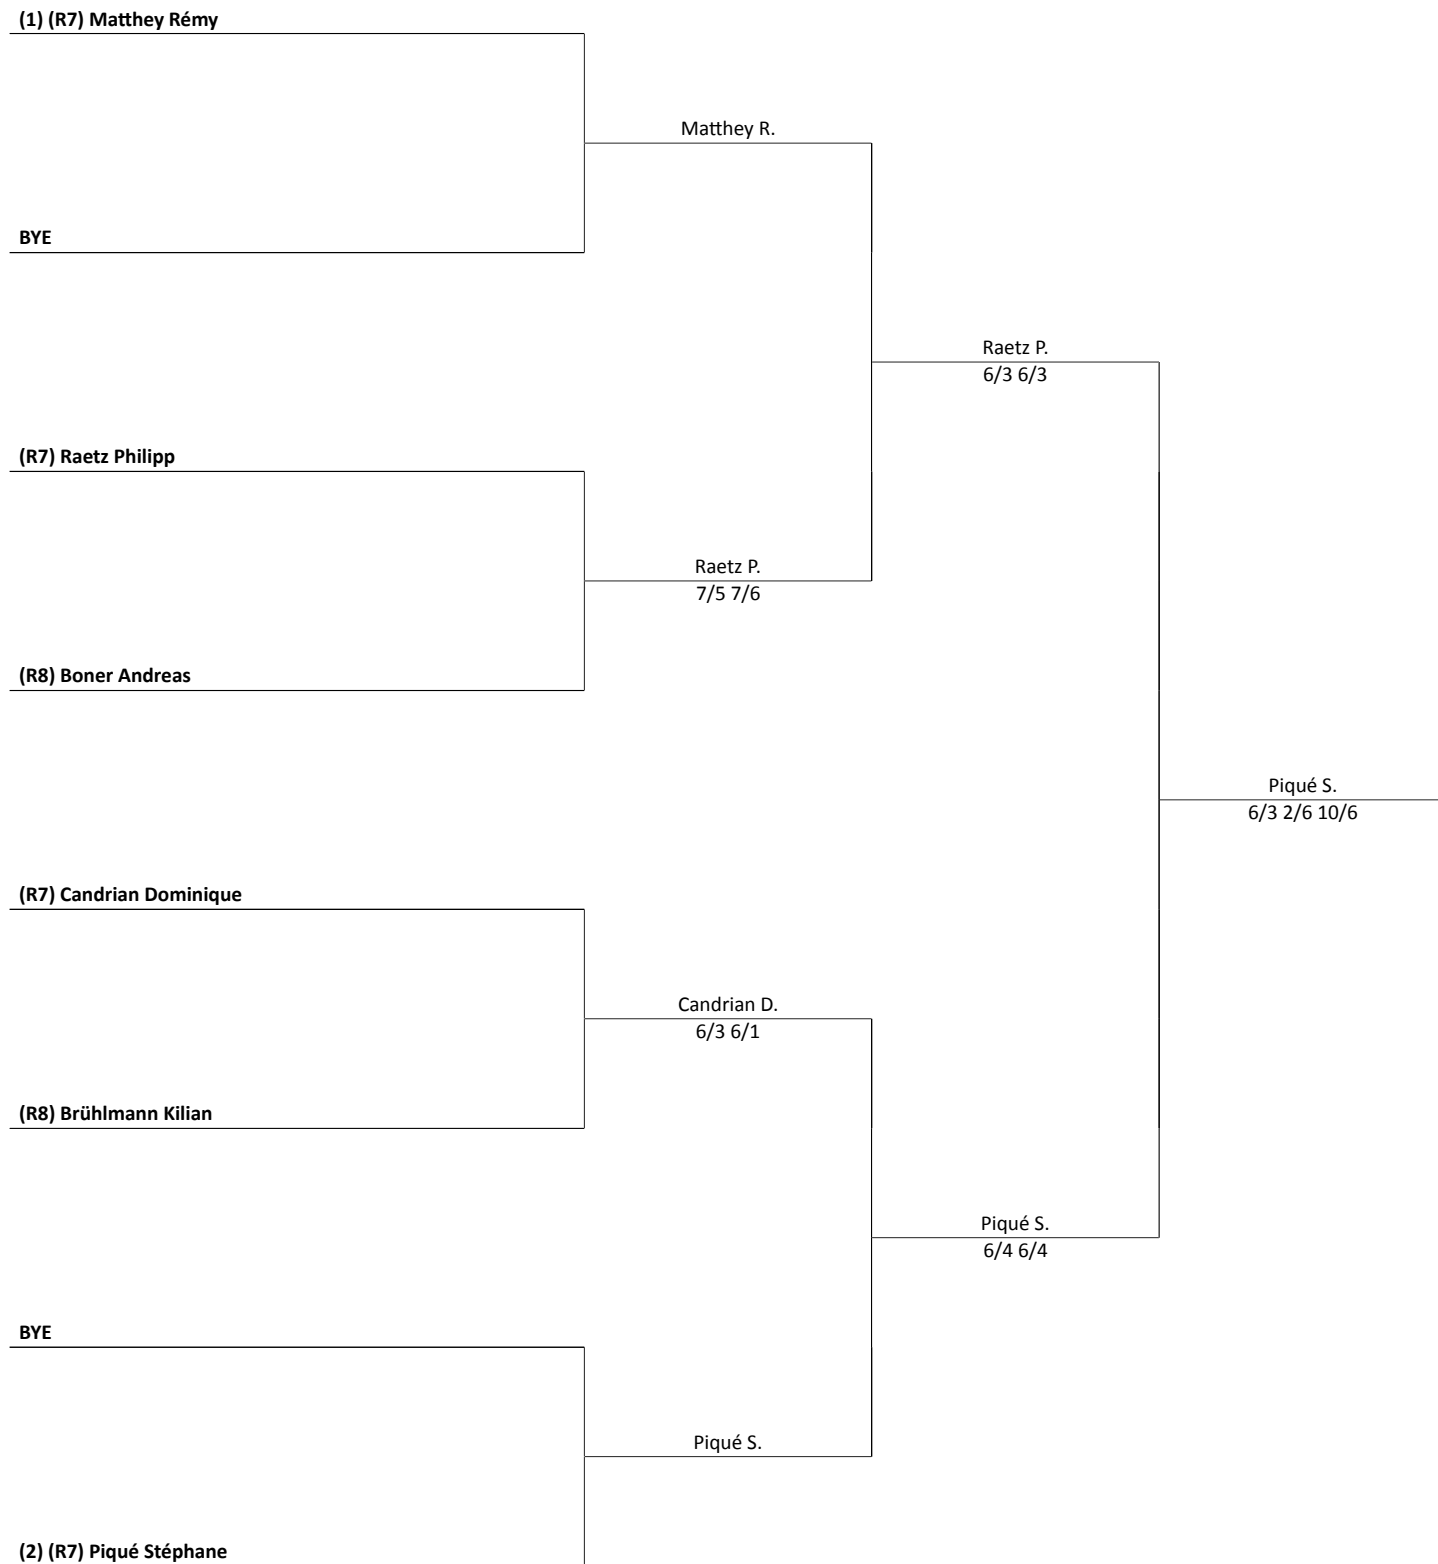 (1) (R7) Matthey Rémy
Matthey R.
BYE
Raetz P.
6/3 6/3
(R7) Raetz Philipp
Raetz P.
7/5 7/6
(R8) Boner Andreas
Piqué S.
6/3 2/6 10/6
(R7) Candrian Dominique
Candrian D.
6/3 6/1
(R8) Brühlmann Kilian
Piqué S.
6/4 6/4
BYE
Piqué S.
(2) (R7) Piqué Stéphane